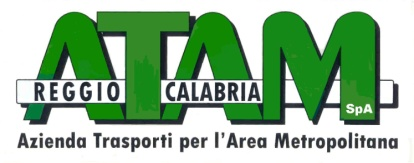 ATAM
REGGIO CALABRIA
SpA
Azienda Trasporti per l'Area Metropolitana